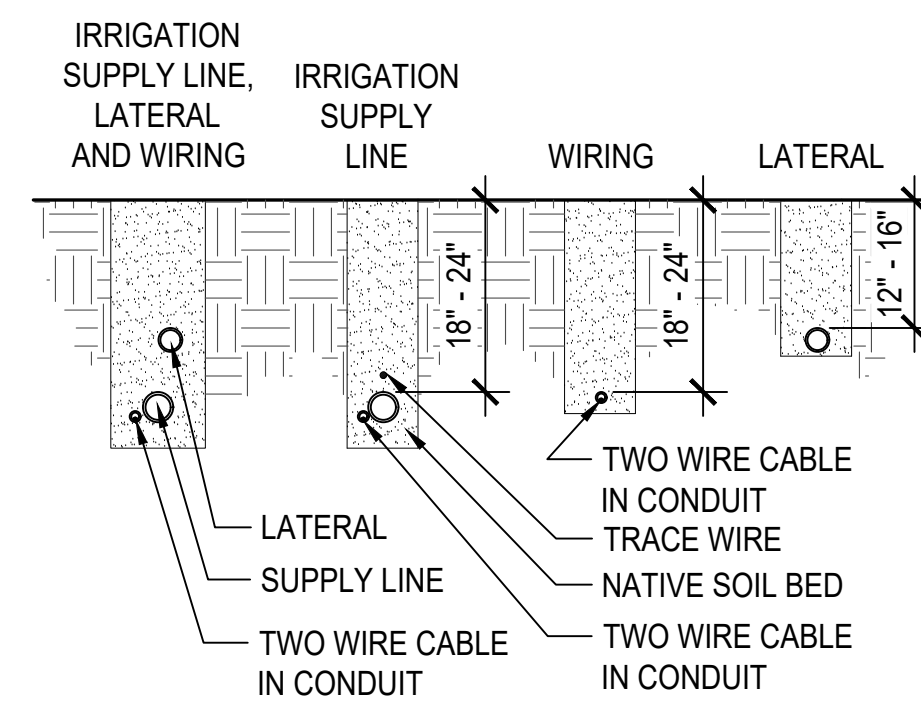 IRRIGATION
SUPPLY LINE,
LATERAL
AND WIRING
IRRIGATION
SUPPLY
LINE
WIRING
LATERAL
18" - 24"
18" - 24"
12" - 16"
LATERAL
SUPPLY LINE
TWO WIRE CABLE
IN CONDUIT
TWO WIRE CABLE
IN CONDUIT
TRACE WIRE
NATIVE SOIL BED
TWO WIRE CABLE
IN CONDUIT